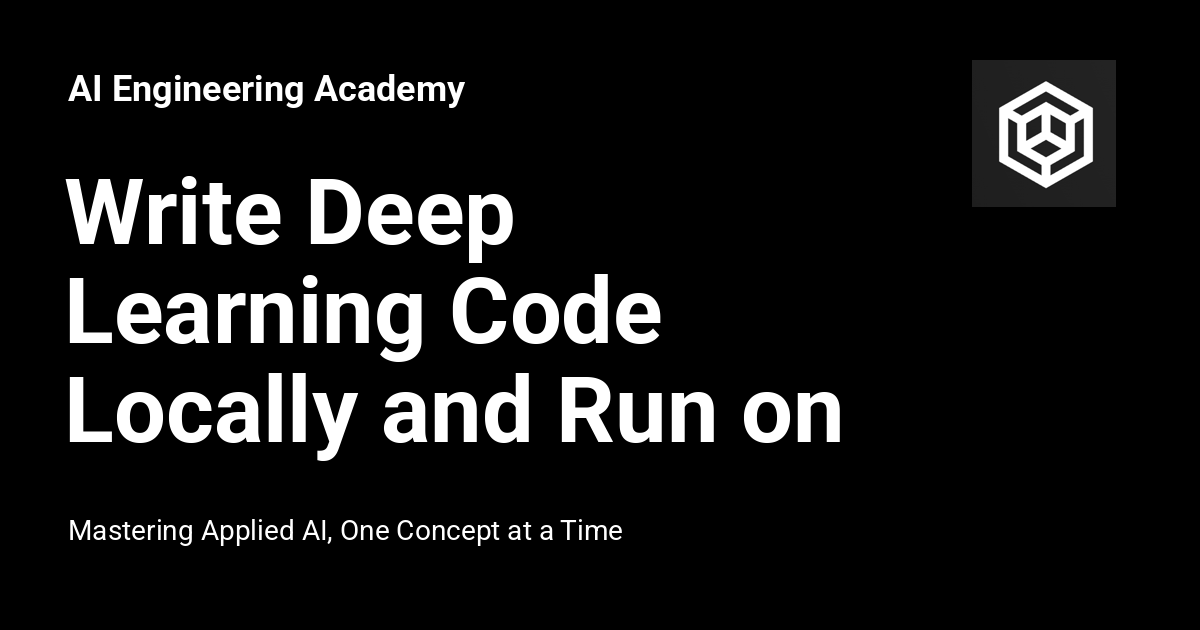 AI Engineering Academy
Write Deep
Learning Code
Locally and Run on
Mastering Applied AI, One Concept at a Time